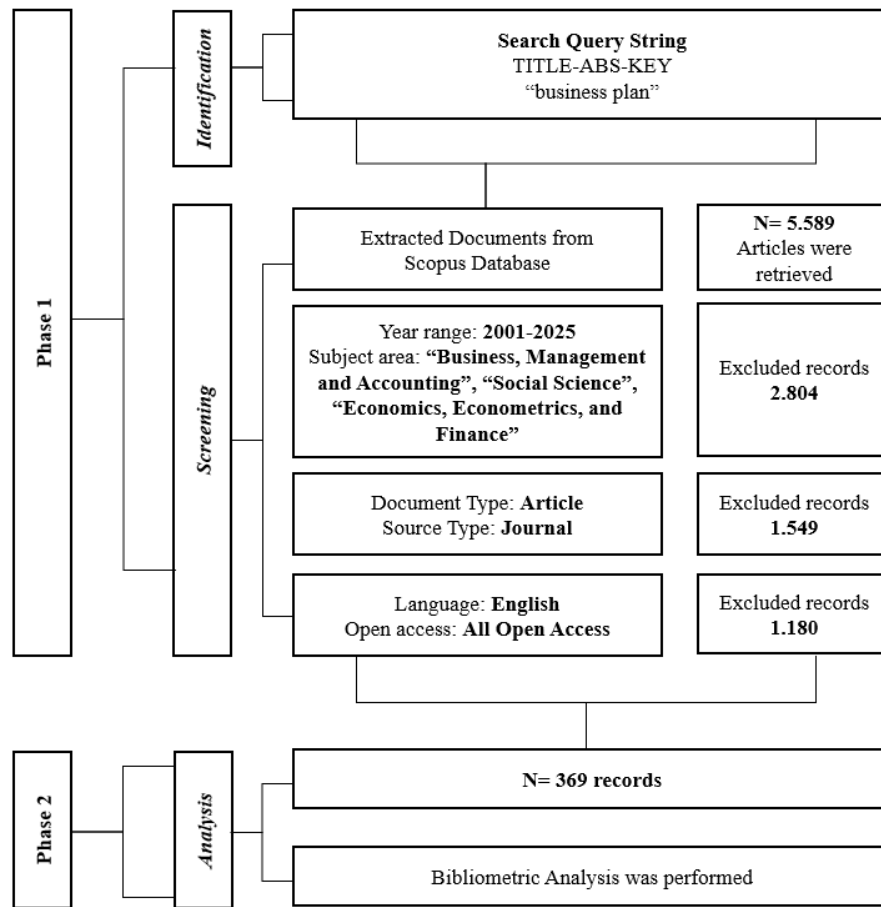 Phase 1
Identification
Search Query String
TITLE-ABS-KEY
“business plan”
Screening
Extracted Documents from
Scopus Database
N= 5.589
Articles were
retrieved
Year range: 2001-2025
Subject area: “Business, Management
and Accounting”, “Social Science”,
“Economics, Econometrics, and
Finance”
Excluded records
2.804
Document Type: Article
Source Type: Journal
Excluded records
1.549
Language: English
Open access: All Open Access
Excluded records
1.180
Phase 2
Analysis
N= 369 records
Bibliometric Analysis was performed